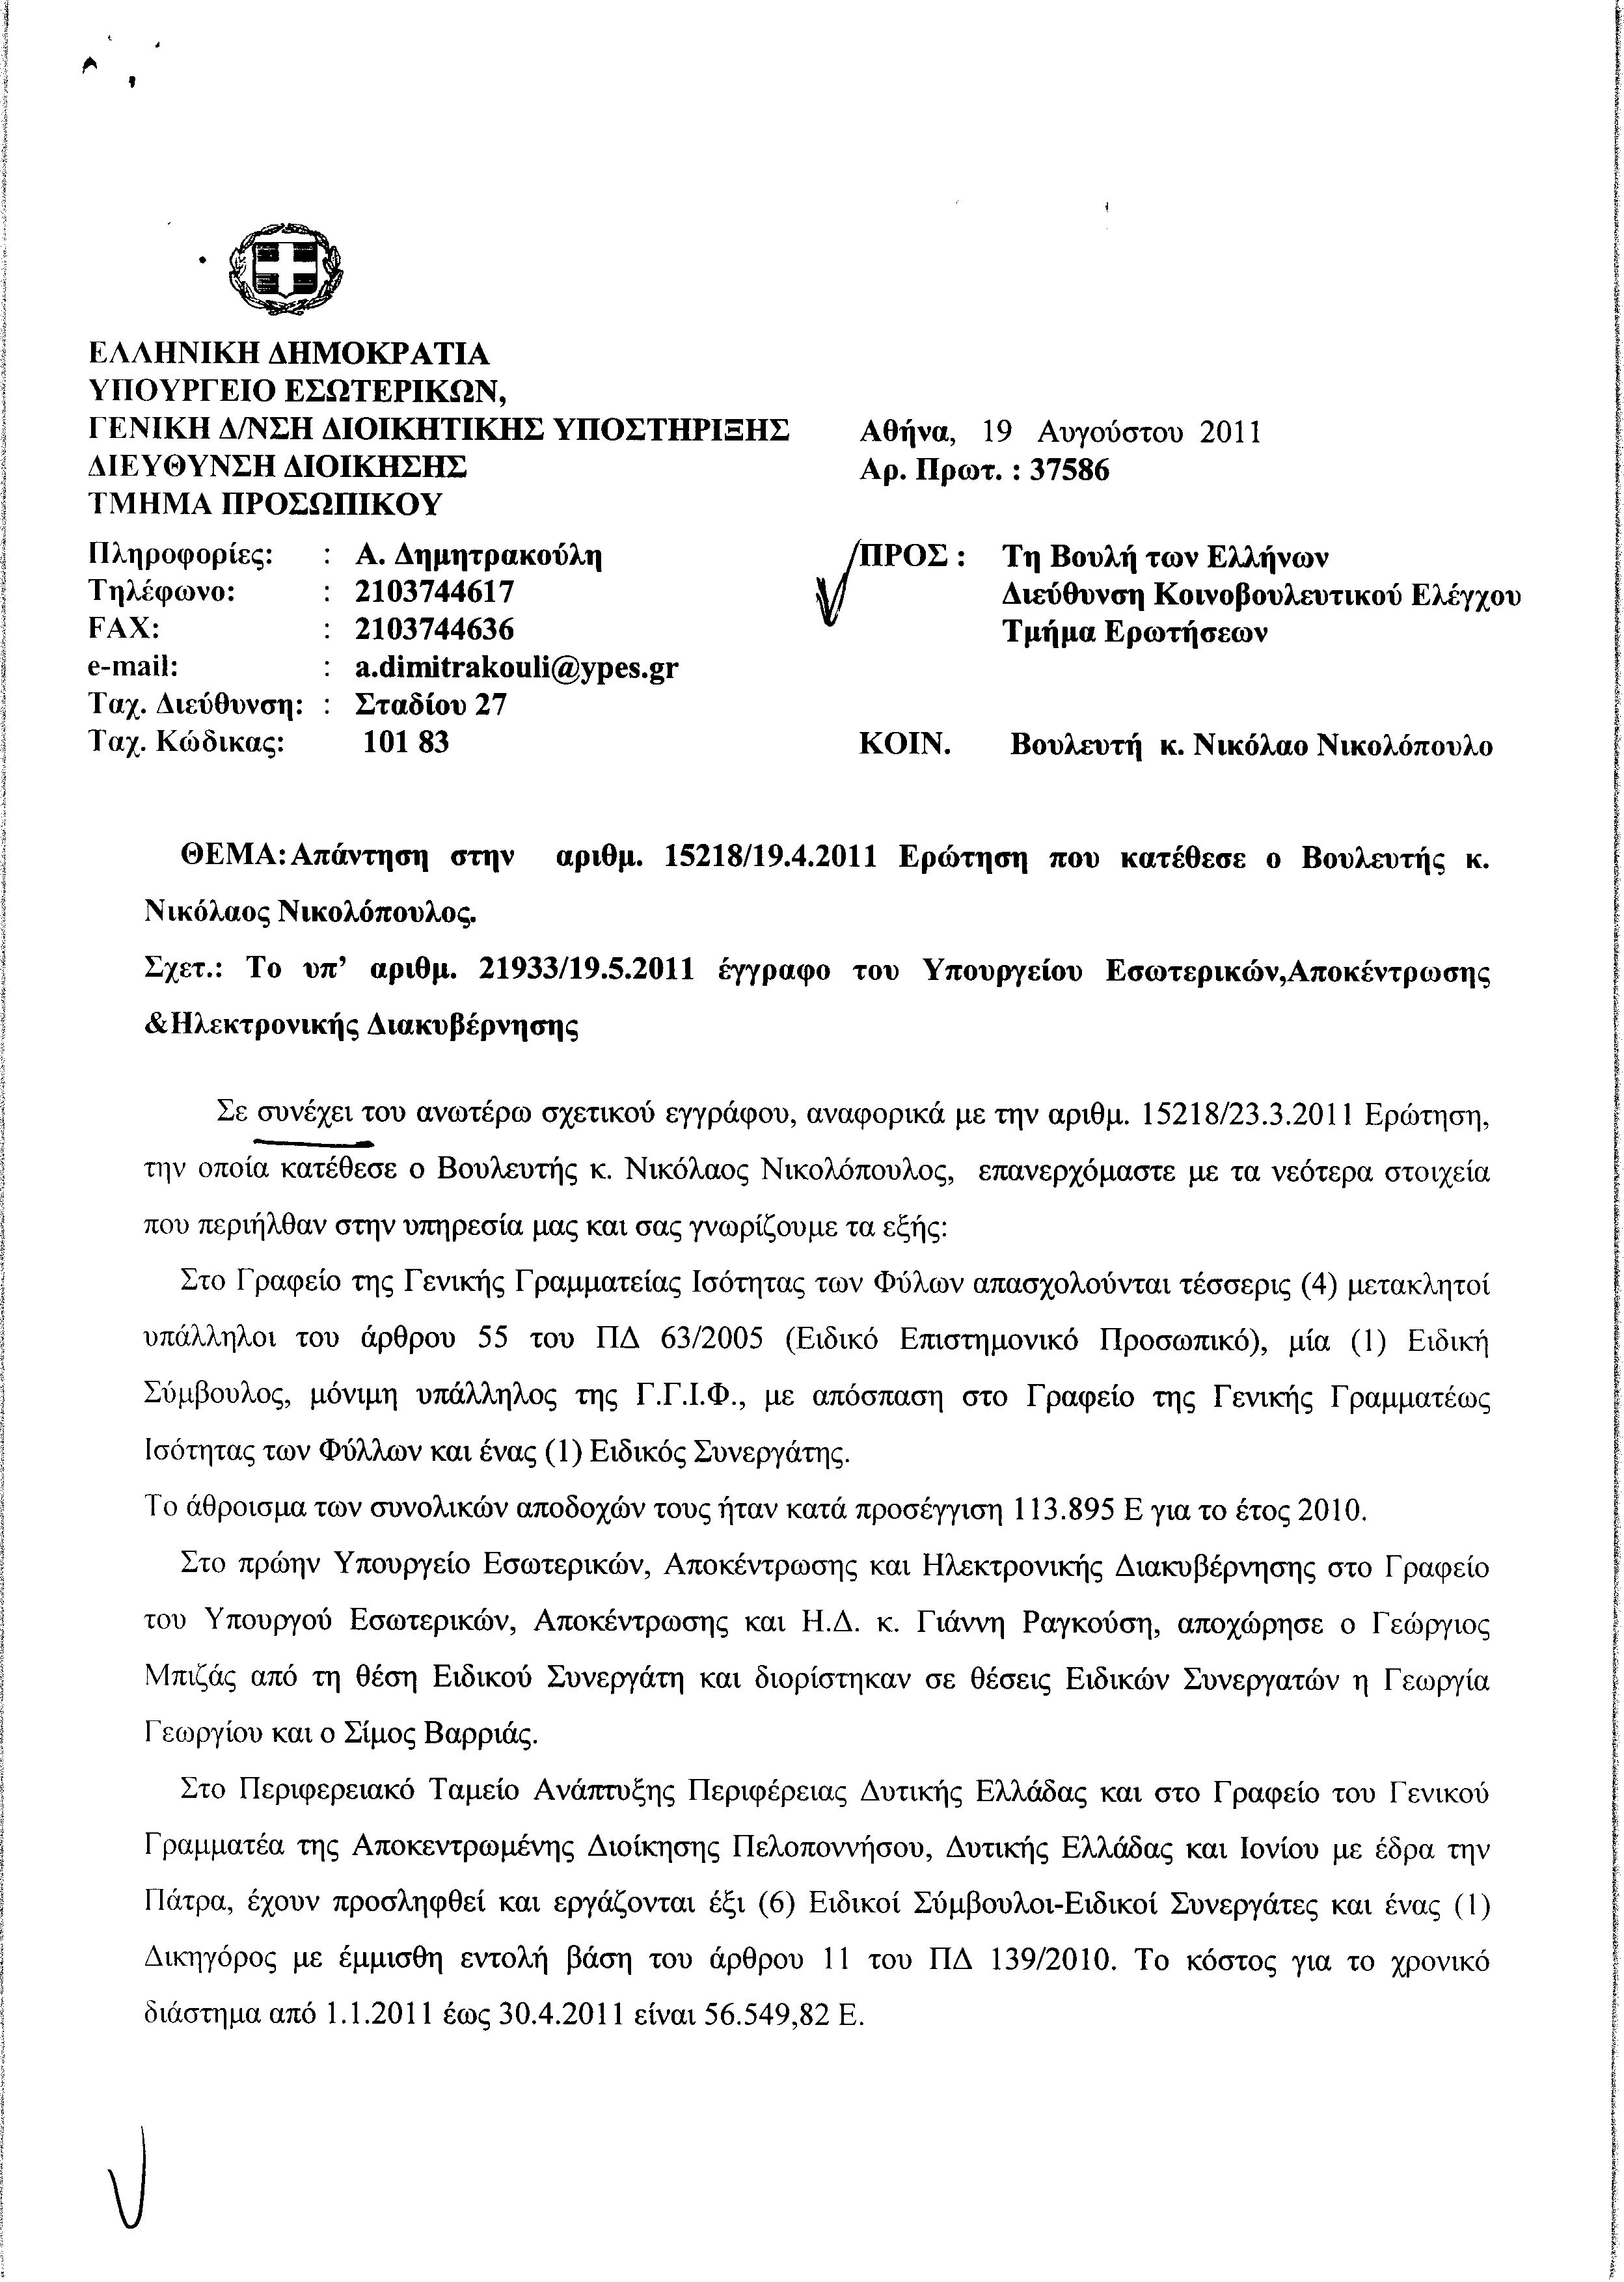 ΕΛΛΗΝΙΚΗ ΔΗΜΟΚΡΑΤΙΑ
ΥΠΟΥΡΓΕΙΟ ΕΣΩΤΕΡΙΚΩΝ,
ΓΕΝΙΚΗ Δ/ΝΣΗ ΔΙΟΙΚΗΤΙΚΗΣ ΥΠΟΣΤΗΡΙΞΗΣ
ΔΙΕΥΘΥΝΣΗ ΔΙΟΙΚΗΣΗΣ
ΤΜΗΜΑ ΠΡΟΣΩΠΙΚΟΥ
Αθήνα, 19 Αυγούστου 2011
Αρ. Πρωτ. : 37586
Πληροφορίες: : Α. Δημητρακούλη
Τηλέφωνο: : 2103744617
FAX: : 2103744636
e-mail: : a.dimitrakouli@ypes.gr
Ταχ. Διεύθυνση: : Σταδίου 27
Ταχ. Κώδικας: 101 83
ΠΡΟΣ : Τη Βουλή των Ελλήνων
Διεύθυνση Κοινοβουλευτικού Ελέγχου
Τμήμα Ερωτήσεων
ΚΟΙΝ. Βουλευτή κ. Νικόλαο Νικολόπουλο
ΘΕΜΑ: Απάντηση στην αριθμ. 15218/19.4.2011 Ερώτηση που κατέθεσε ο Βουλευτής κ.
Νικόλαος Νικολόπουλος.
Σχετ.: Το υπ’ αριθμ. 21933/19.5.2011 έγγραφο του Υπουργείου Εσωτερικών,Αποκέντρωσης
&Ηλεκτρονικής Διακυβέρνησης
Σε συνέχει του ανωτέρω σχετικού εγγράφου, αναφορικά με την αριθμ. 15218/23.3.2011 Ερώτηση,
την οποία κατέθεσε ο Βουλευτής κ. Νικόλαος Νικολόπουλος, επανερχόμαστε με τα νεότερα στοιχεία
που περιήλθαν στην υπηρεσία μας και σας γνωρίζουμε τα εξής:
Στο Γραφείο της Γενικής Γραμματείας Ισότητας των Φύλων απασχολούνται τέσσερις (4) μετακλητοί
υπάλληλοι του άρθρου 55 του ΠΔ 63/2005 (Ειδικό Επιστημονικό Προσωπικό), μία (1) Ειδική
Σύμβουλος, μόνιμη υπάλληλος της Γ.Γ.Ι.Φ., με απόσπαση στο Γραφείο της Γενικής Γραμματέως
Ισότητας των Φύλλων και ένας (1) Ειδικός Συνεργάτης.
Το άθροισμα των συνολικών αποδοχών τους ήταν κατά προσέγγιση 113.895 Ε για το έτος 2010.
Στο πρώην Υπουργείο Εσωτερικών, Αποκέντρωσης και Ηλεκτρονικής Διακυβέρνησης στο Γραφείο
του Υπουργού Εσωτερικών, Αποκέντρωσης και Η.Δ. κ. Γιάννη Ραγκούση, αποχώρησε ο Γεώργιος
Μπιζάς από τη θέση Ειδικού Συνεργάτη και διορίστηκαν σε θέσεις Ειδικών Συνεργατών η Γεωργία
Γεωργίου και ο Σίμος Βαρριάς.
Στο Περιφερειακό Ταμείο Ανάπτυξης Περιφέρειας Δυτικής Ελλάδας και στο Γραφείο του Γενικού
Γραμματέα της Αποκεντρωμένης Διοίκησης Πελοποννήσου, Δυτικής Ελλάδας και Ιονίου με έδρα την
Πάτρα, έχουν προσληφθεί και εργάζονται έξι (6) Ειδικοί Σύμβουλοι-Ειδικοί Συνεργάτες και ένας (1)
Δικηγόρος με έμμισθη εντολή βάση του άρθρου 11 του ΠΔ 139/2010. Το κόστος για το χρονικό
διάστημα από 1.1.2011 έως 30.4.2011 είναι 56.549,82 Ε.